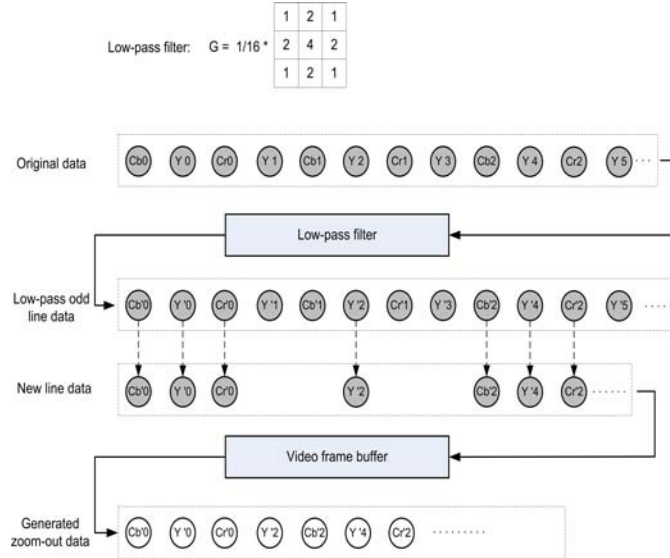 1 2 1
Low-pass filter: G = 1/16 * 2 4 2
1 2 1
Original data Cb0 Y 0 Cr0 Y 1 Cb1 Y 2 Cr1 Y 3 Cb2 Y 4 Cr2 Y 5 ····
Low-pass filter
Low-pass odd
line data
Cb'0 Y '0 Cr'0 Y '1 Cb'1 Y '2 Cr'1 Y '3 Cb'2 Y '4 Cr'2 Y '5 ········
New line data Cb'0 Y '0 Cr'0 Y '2 Cb'2 Y '4 Cr'2 ······
Video frame buffer
Generated
zoom-out data
Cb'0 Y '0 Cr'0 Y '2 Cb'2 Y '4 Cr'2 ·········